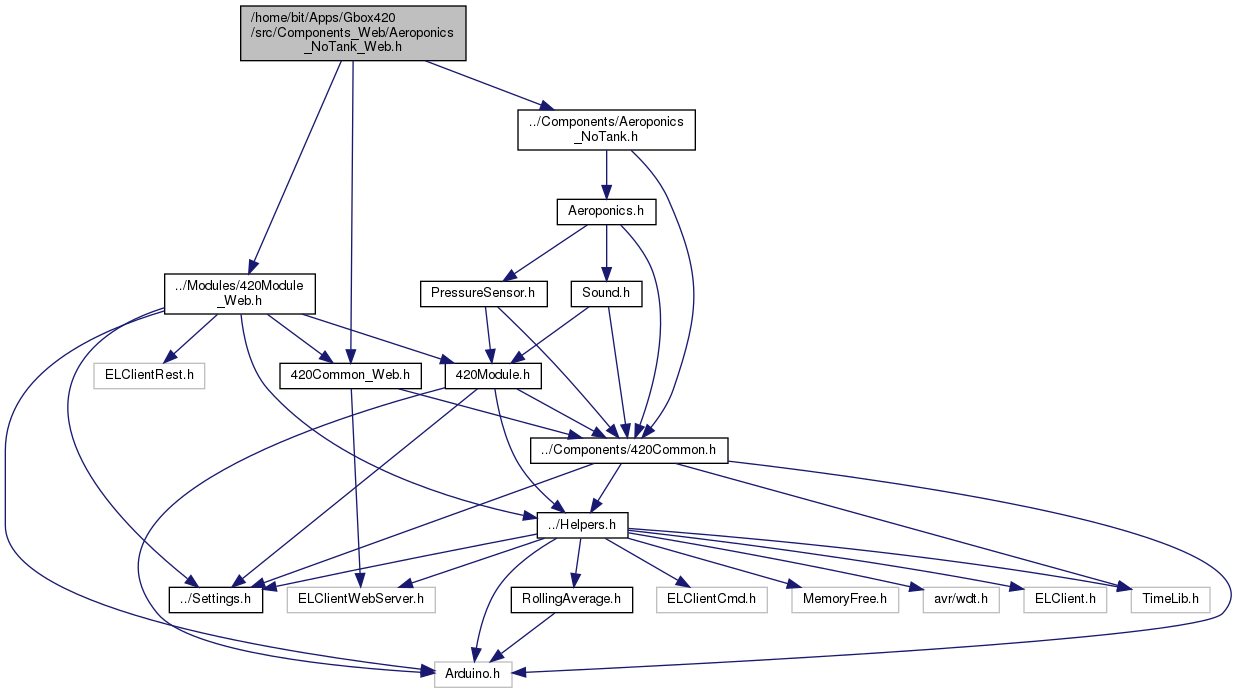 /home/bit/Apps/Gbox420
/src/Components_Web/Aeroponics
_NoTank_Web.h
../Components/Aeroponics
_NoTank.h
Aeroponics.h
../Modules/420Module
_Web.h
PressureSensor.h
Sound.h
ELClientRest.h
420Common_Web.h
420Module.h
../Components/420Common.h
../Helpers.h
../Settings.h
ELClientWebServer.h
RollingAverage.h
ELClientCmd.h
MemoryFree.h
avr/wdt.h
ELClient.h
TimeLib.h
Arduino.h